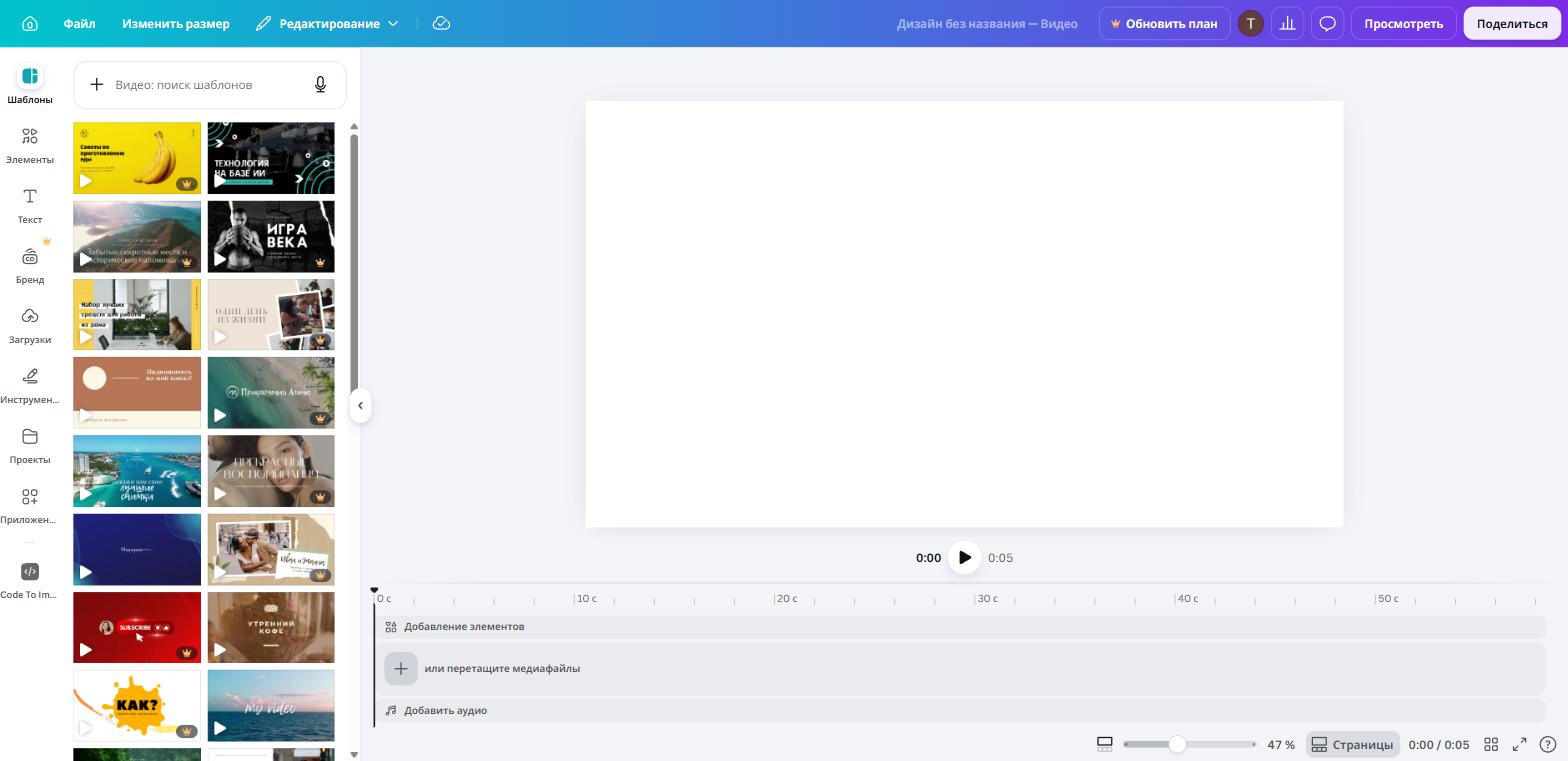 Файл
Изменить размер
Редактирование
Дизайн без названия — Видео
Обновить план
T
Просмотреть
Поделиться
Шаблоны
Элементы
Текст
Бренд
Загрузки
Инструмен...
Проекты
Приложен...
Code To Im...
Видео: поиск шаблонов
Советы по
приготовлению
еды
ТЕХНОЛОГИЯ
НА БАЗЕ ИИ
Забытые секретные места и
исторические памятники
ИГРА
ВЕКА
Набор лучших
средств для работы
из дома
ОДИН ДЕНЬ
ИЗ ЖИЗНИ
Подпишитесь
на мой канал!
Приключения
лучшие
снимки
ПРЕКРАСНЫЕ
ВОСПОМИНАНИЯ
SUBSCRIBE
УТРЕННИЙ
КОФЕ
КАК?
my video
0:00
0:05
0 с
10 с
20 с
30 с
40 с
50 с
Добавление элементов
или перетащите медиафайлы
Добавить аудио
47 %
Страницы
0:00 / 0:05